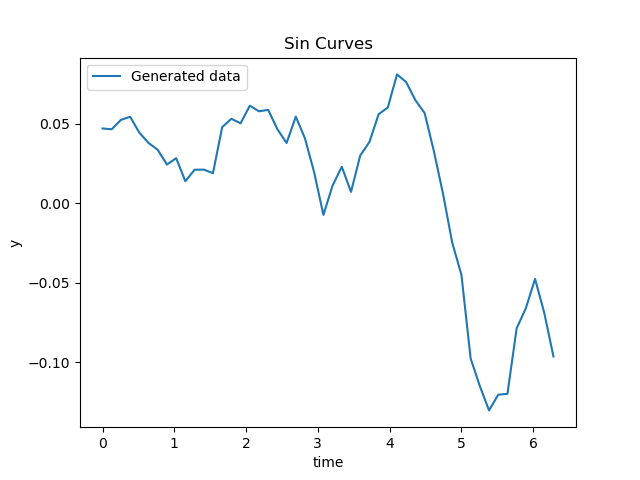 Sin Curves
Generated data
0.05
0.00
−0.05
−0.10
y
0 1 2 3 4 5 6
time